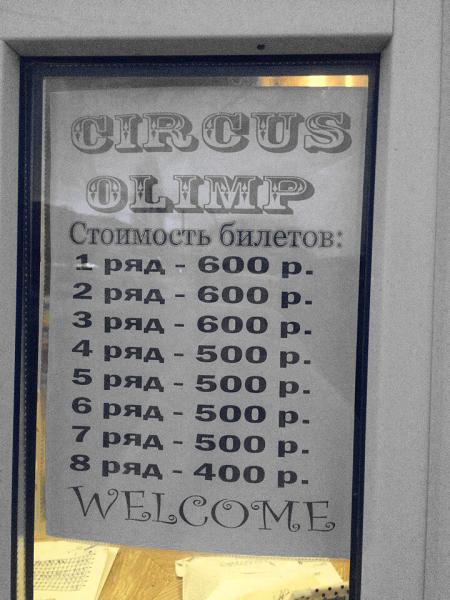 CIRCUS
OLIMP
Стоимость билетов:
1 ряд - 600 р.
2 ряд - 600 р.
3 ряд - 600 р.
4 ряд - 500 р.
5 ряд - 500 р.
6 ряд - 500 р.
7 ряд - 500 р.
8 ряд - 400 р.
WELCOME